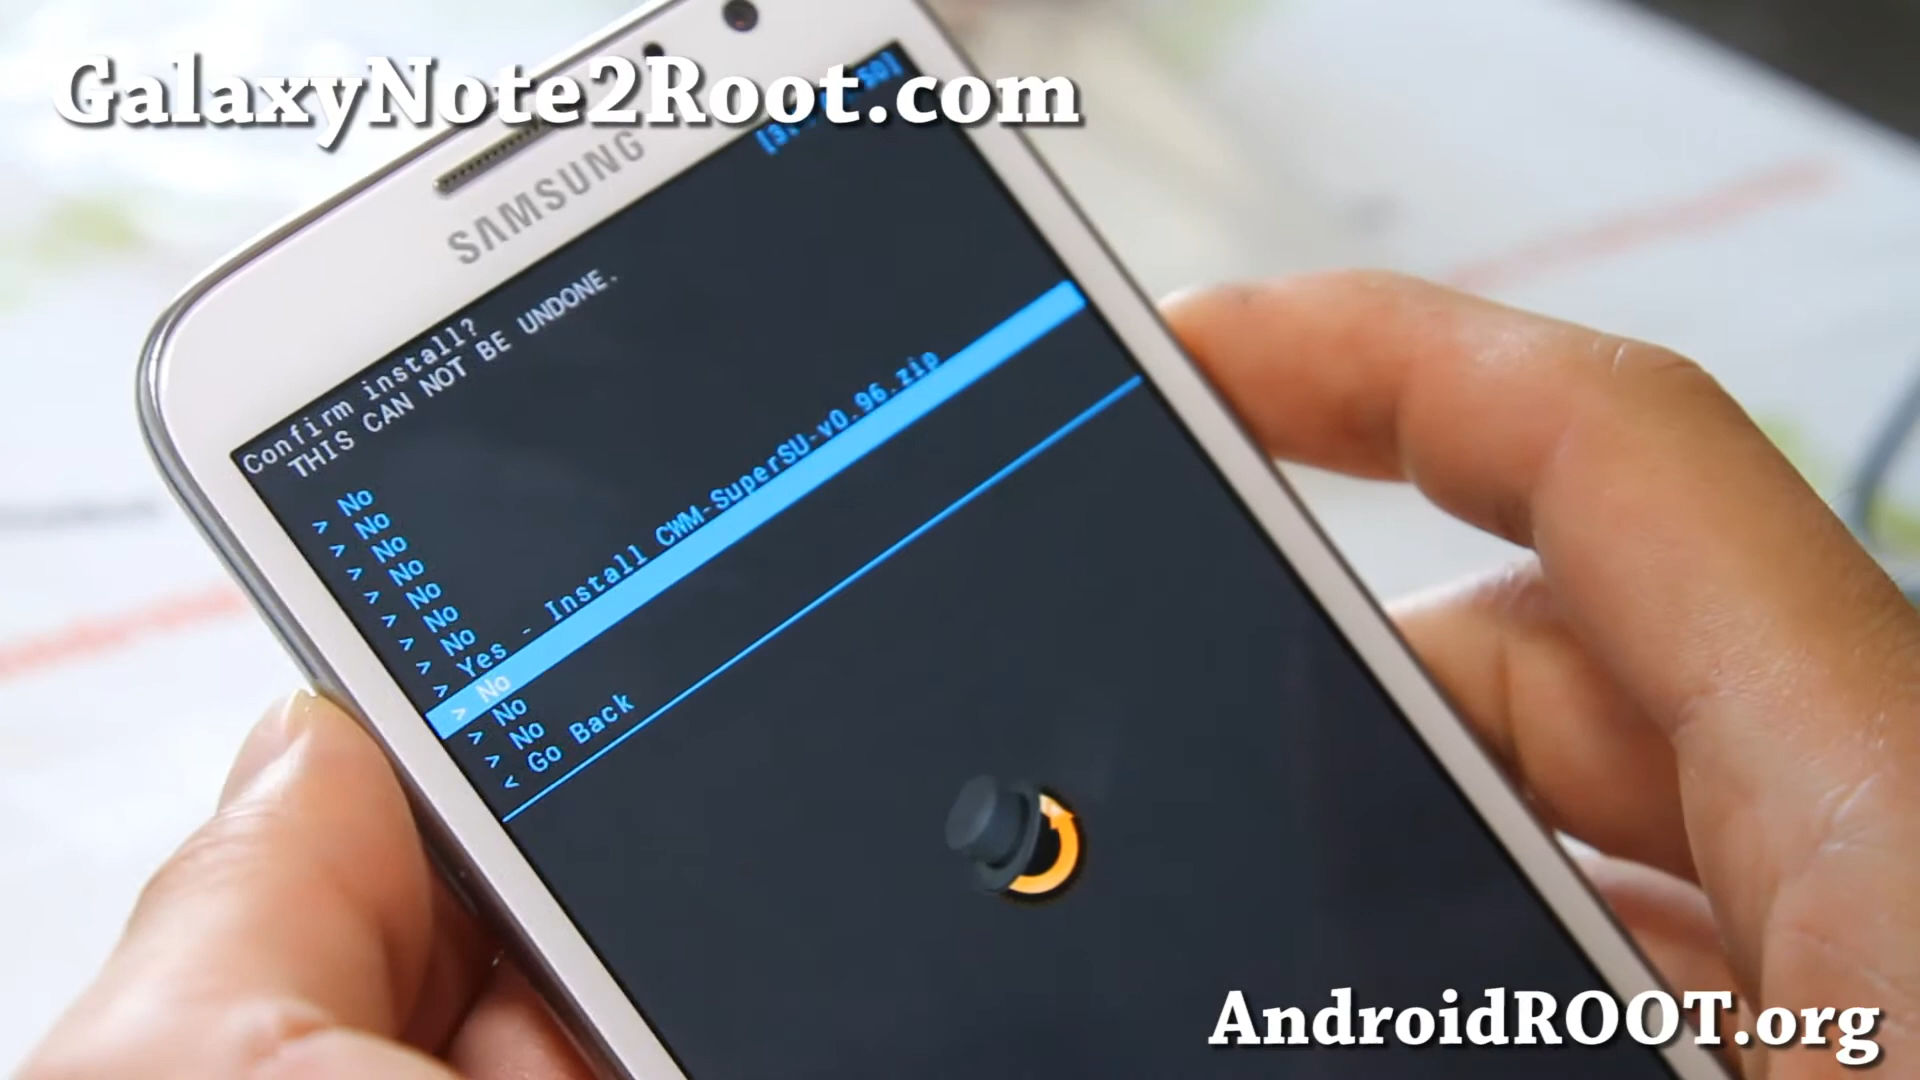 GalaxyNote2Root.com
SAMSUNG
Confirm install?
THIS CAN NOT BE UNDONE.
> No
> No
> No
> No
> No
> No
> No
> Yes - Install CWM-SuperSU-v0.96.zip
> No
> No
> No
< Go Back
AndroidROOT.org